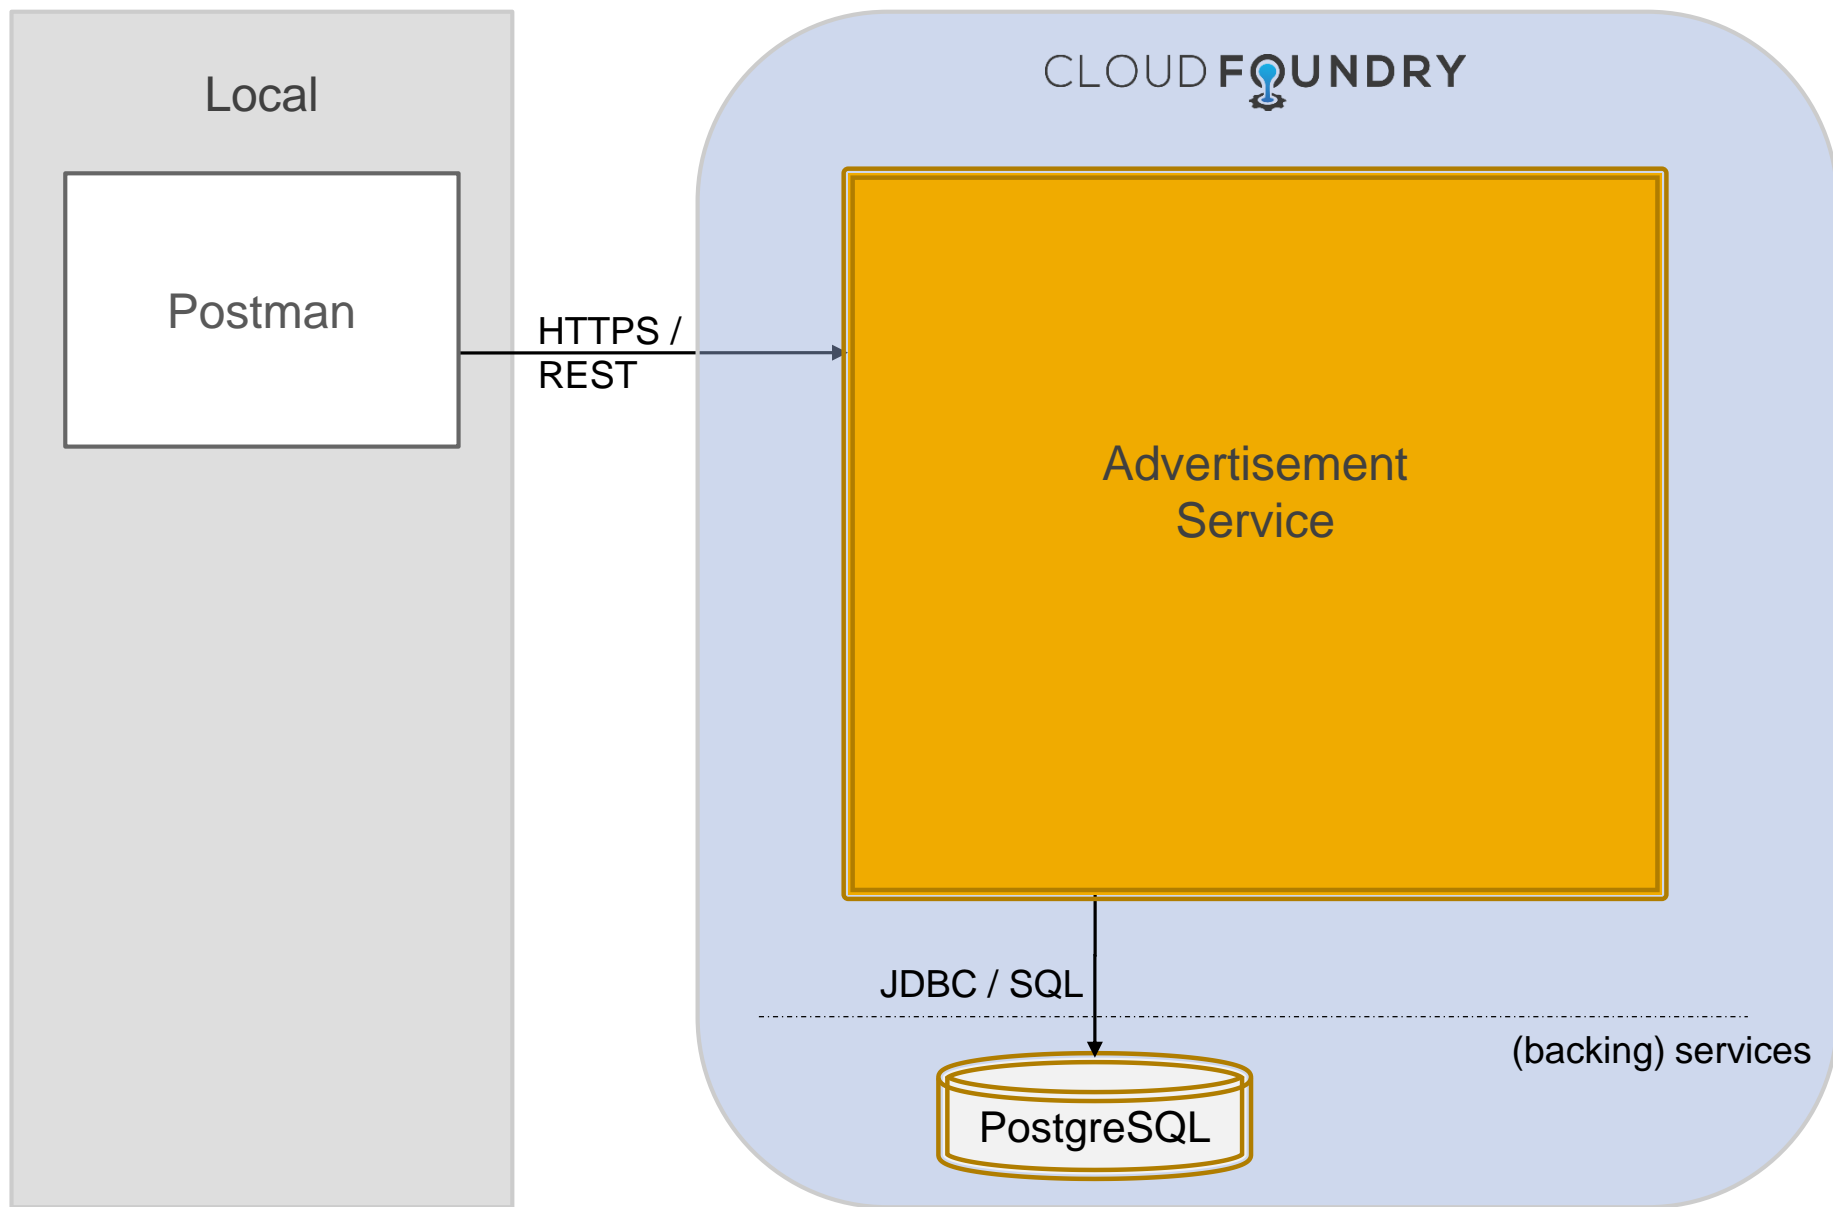 Local
CLOUD FOUNDRY
Postman
HTTPS /
REST
Advertisement
Service
JDBC / SQL
(backing) services
PostgreSQL